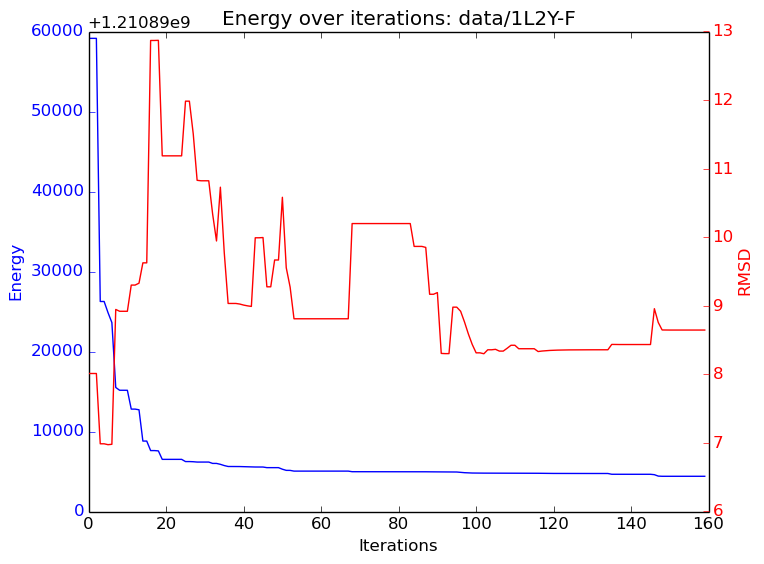 Energy over iterations: data/1L2Y-F
+1.21089e9
60000
50000
40000
30000
20000
10000
0
Energy
13
12
11
10
9
8
7
6
RMSD
0 20 40 60 80 100 120 140 160
Iterations